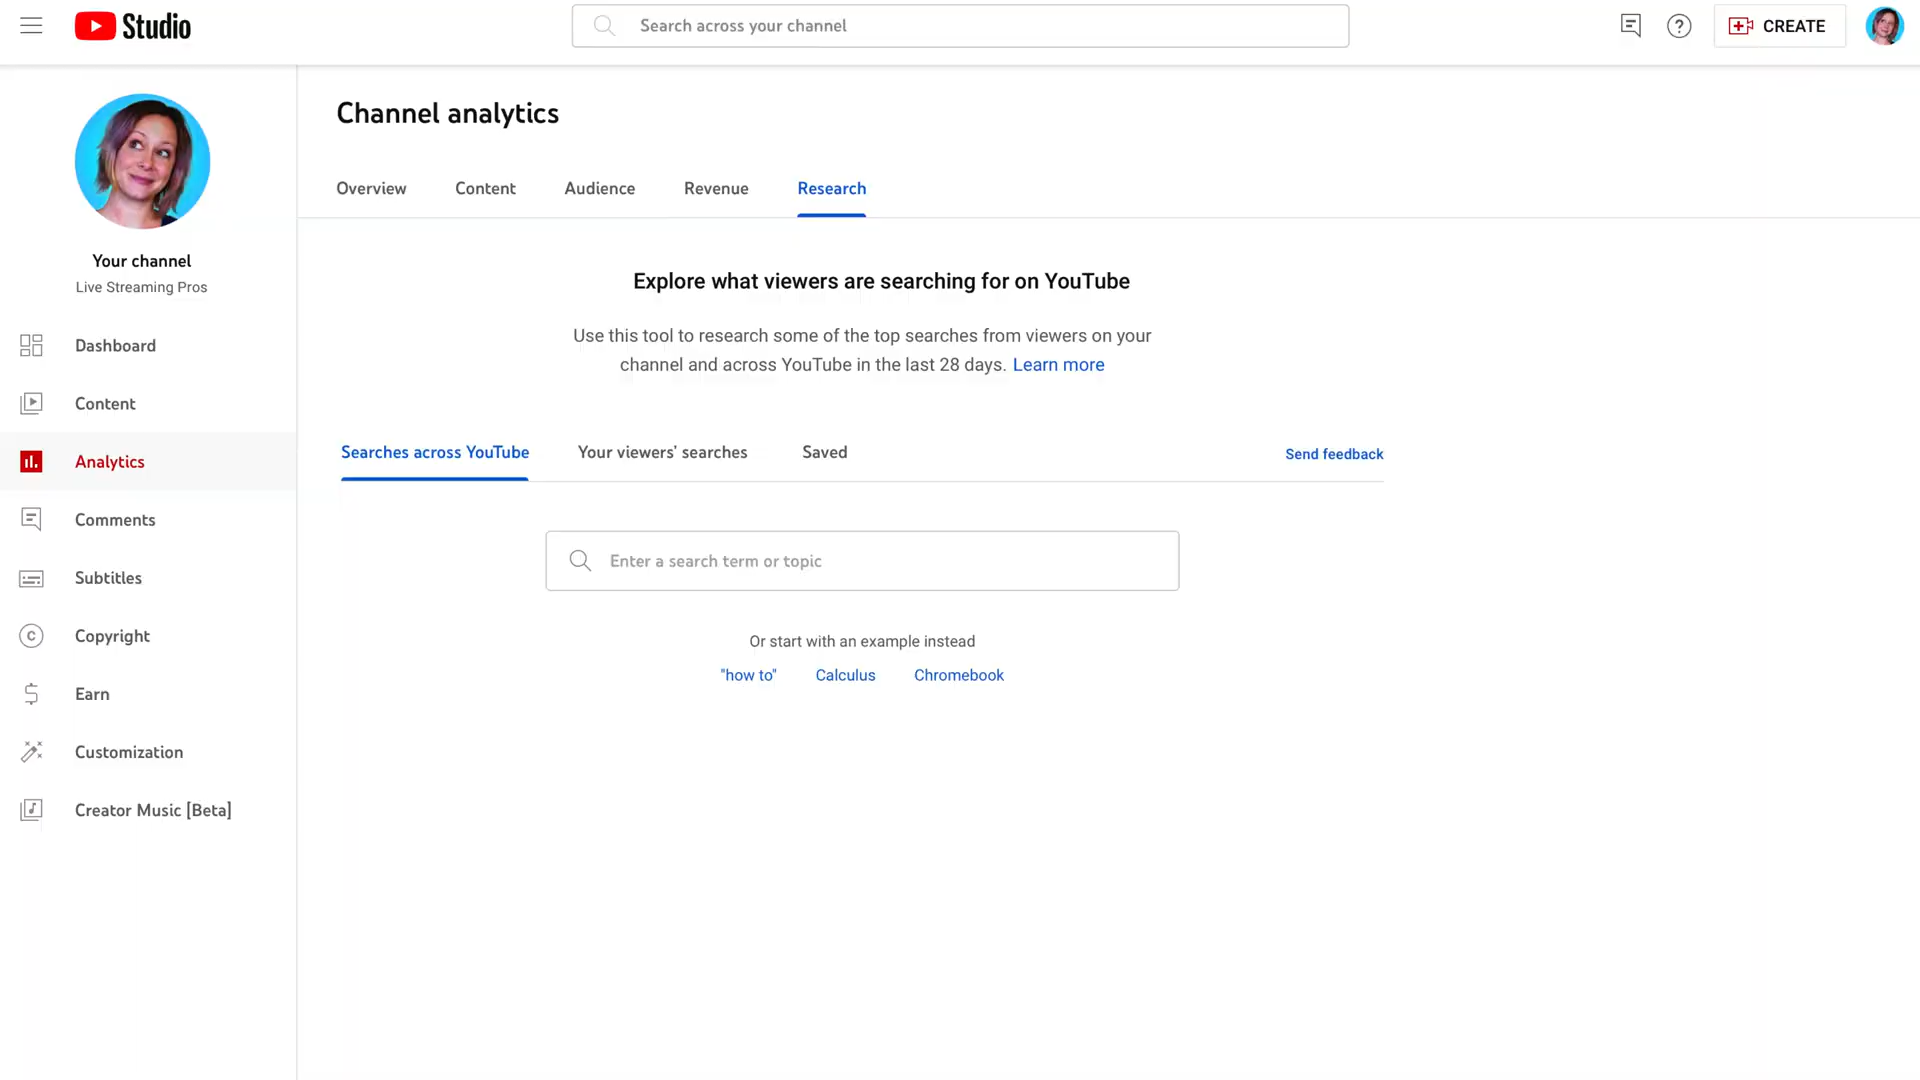 Studio
Search across your channel
CREATE
Your channel
Live Streaming Pros
Dashboard
Content
Analytics
Comments
Subtitles
Copyright
Earn
Customization
Creator Music [Beta]
Channel analytics
Overview Content Audience Revenue Research
Explore what viewers are searching for on YouTube
Use this tool to research some of the top searches from viewers on your
channel and across YouTube in the last 28 days. Learn more
Searches across YouTube Your viewers' searches Saved Send feedback
Enter a search term or topic
Or start with an example instead
"how to" Calculus Chromebook